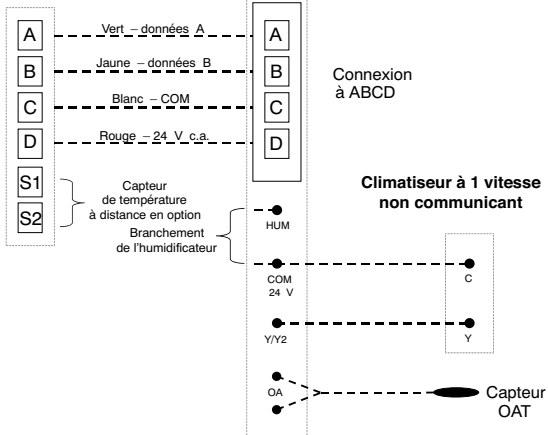 A
Vert – données A
A
B
Jaune – données B
B
C
Blanc – COM
C
D
Rouge – 24 V c.a.
D
Connexion
à ABCD
S1
S2
Capteur
de température
à distance en option
Climatiseur à 1 vitesse
non communicant
Branchement
de l'humidificateur
HUM
COM
24 V
C
Y/Y2
Y
OA
Capteur
OAT